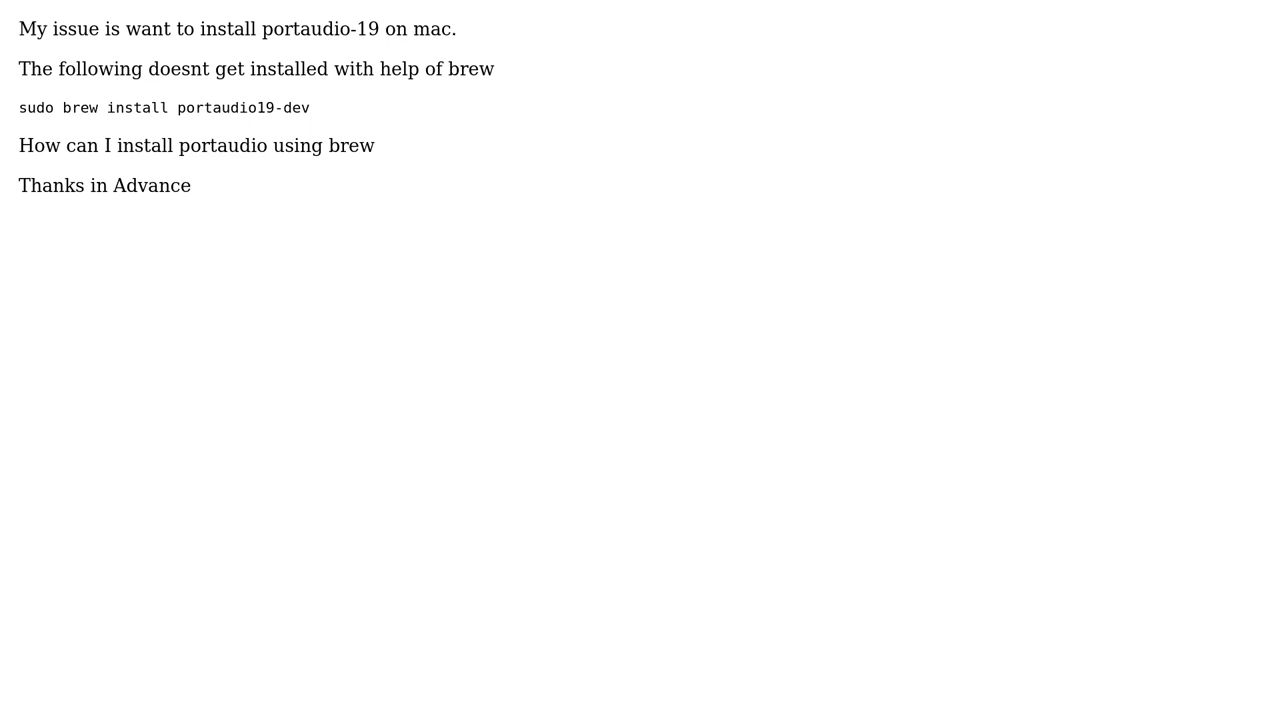 My issue is want to install portaudio-19 on mac.
The following doesnt get installed with help of brew
sudo brew install portaudio19-dev
How can I install portaudio using brew
Thanks in Advance